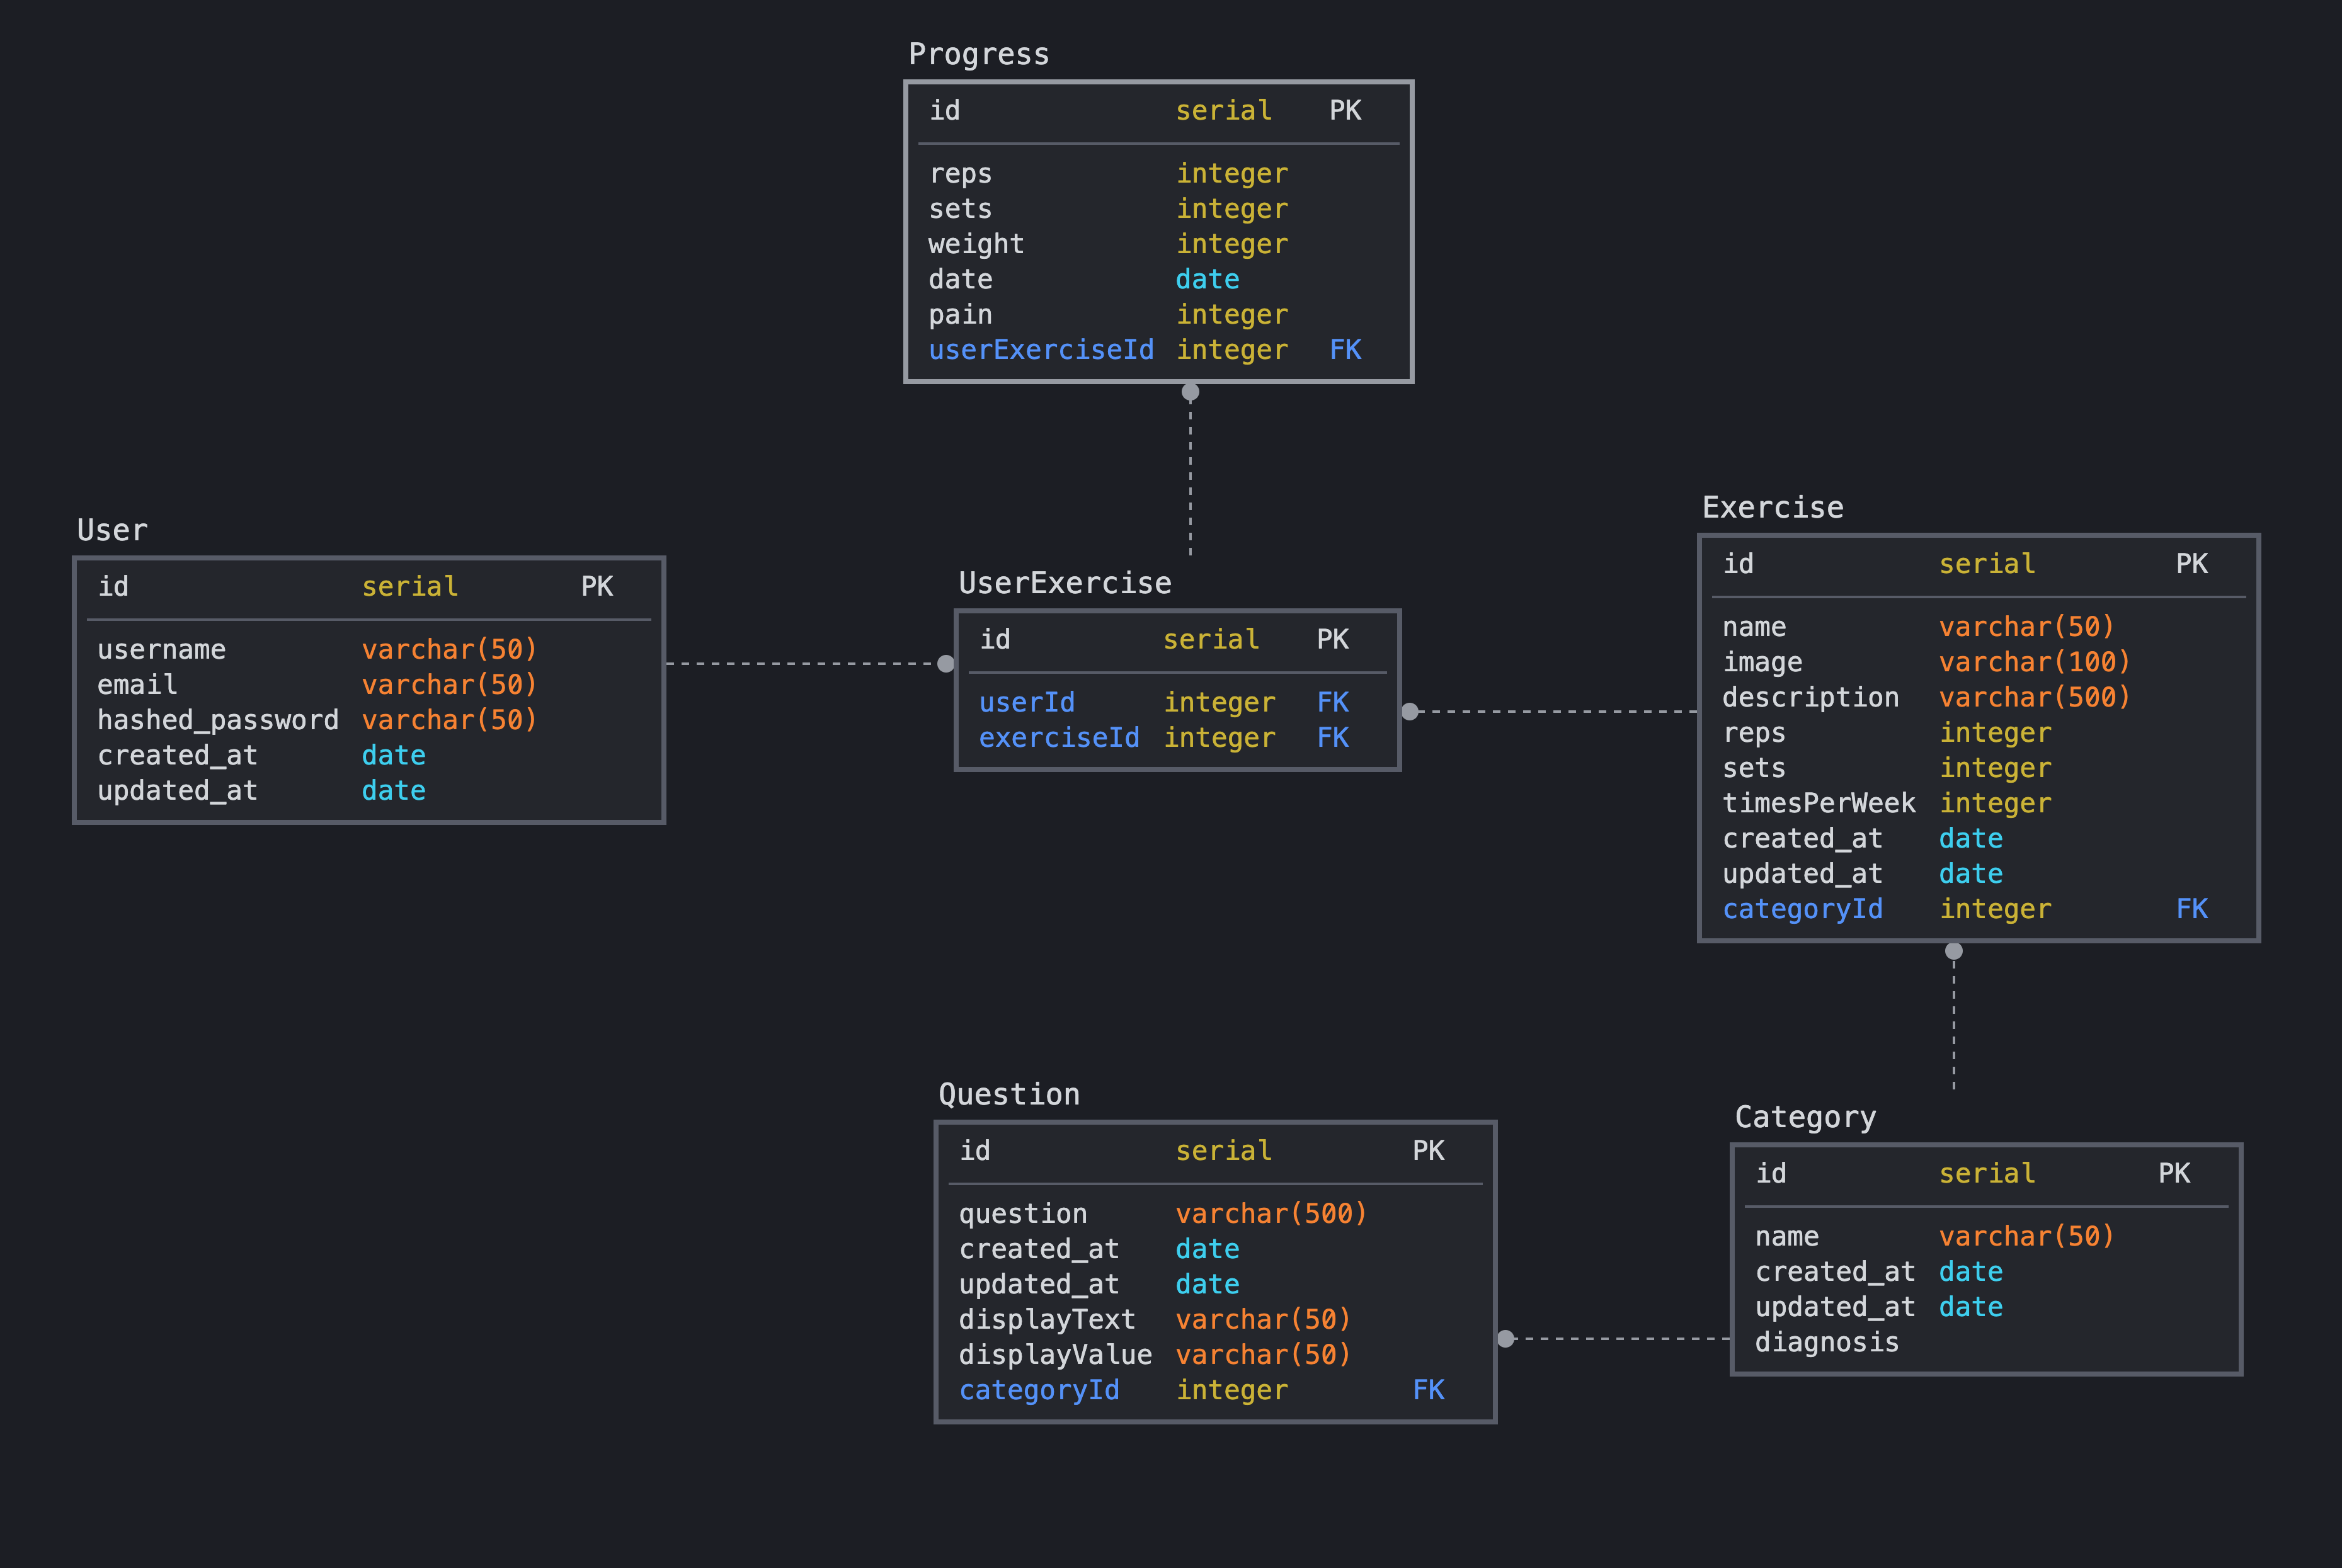 Progress
id serial PK
reps integer
sets integer
weight integer
date date
pain integer
userExerciseId integer FK
User
id serial PK
username varchar(50)
email varchar(50)
hashed_password varchar(50)
created_at date
updated_at date
UserExercise
id serial PK
userId integer FK
exerciseId integer FK
Exercise
id serial PK
name varchar(50)
image varchar(100)
description varchar(500)
reps integer
sets integer
timesPerWeek integer
created_at date
updated_at date
categoryId integer FK
Question
id serial PK
question varchar(500)
created_at date
updated_at date
displayText varchar(50)
displayValue varchar(50)
categoryId integer FK
Category
id serial PK
name varchar(50)
created_at date
updated_at date
diagnosis